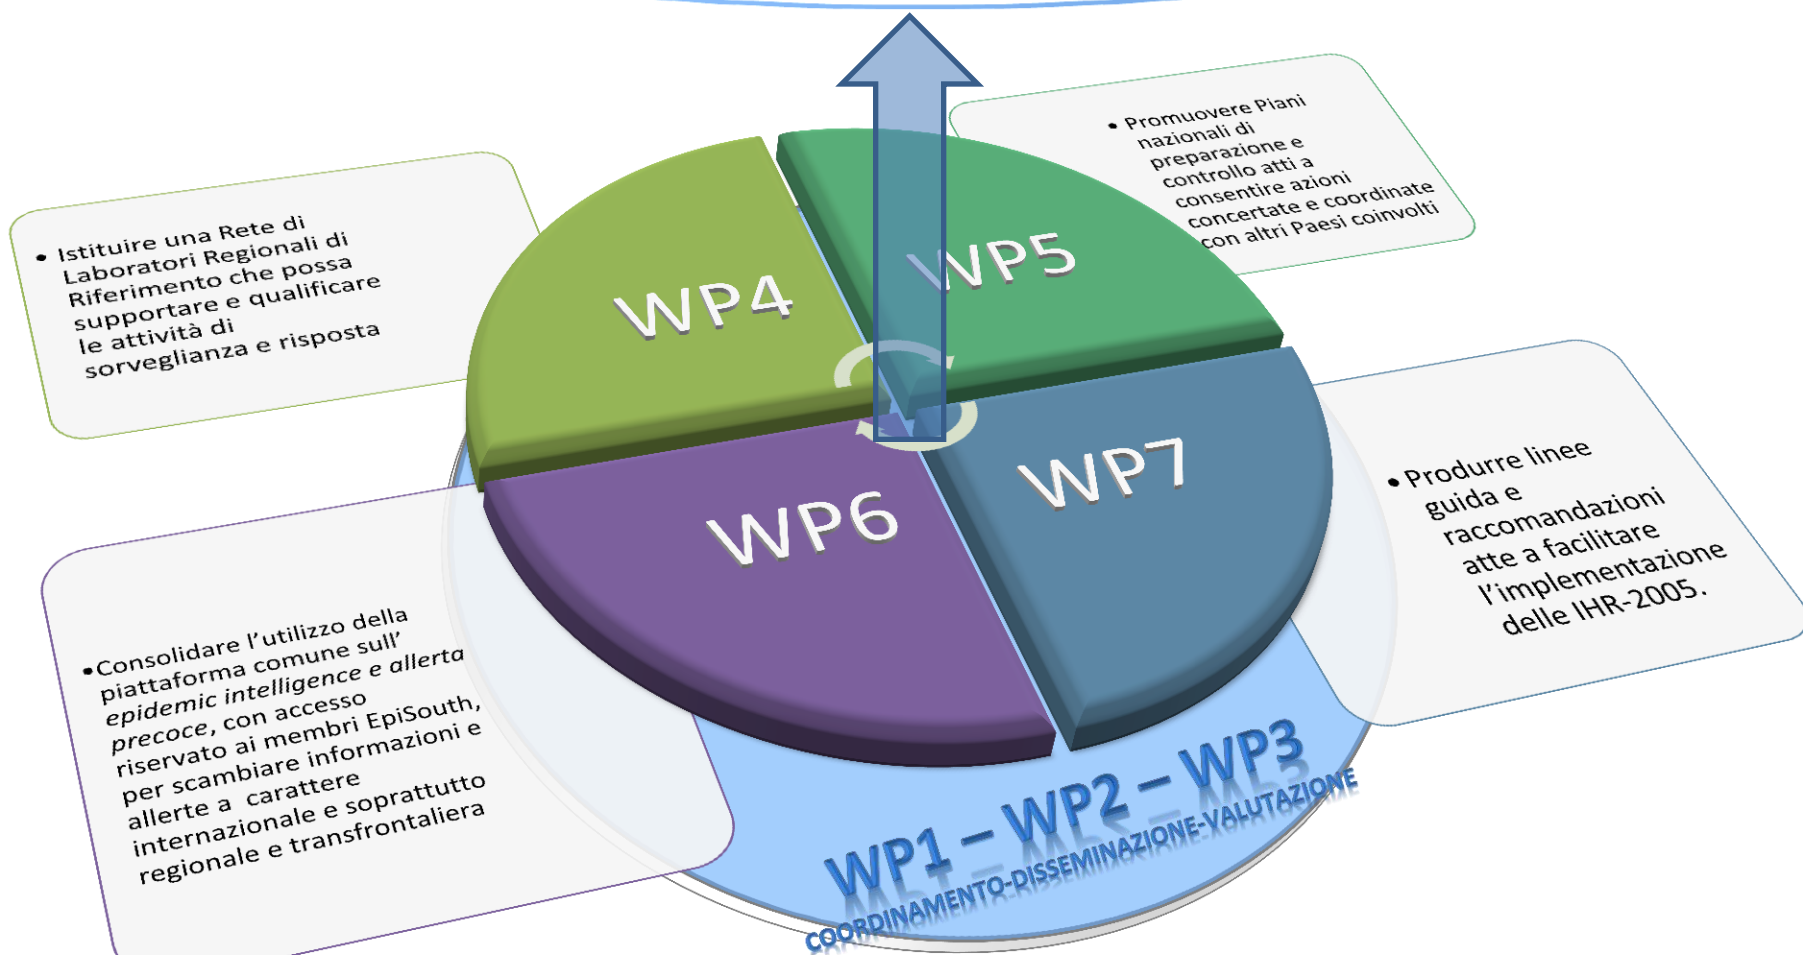 • Istituire una Rete di
Laboratori Regionali di
Riferimento che possa
supportare e qualificare
le attività di
sorveglianza e risposta
• Promuovere Piani
nazionali di
preparazione e
controllo atti a
consentire azioni
concertate e coordinate
con altri Paesi coinvolti
WP4
WP5
WP6
WP7
•Consolidare l’utilizzo della
piattaforma comune sull’
epidemic intelligence e allerta
precoce, con accesso
riservato ai membri EpiSouth,
per scambiare informazioni e
allerte a carattere
internazionale e soprattutto
regionale e transfrontaliera
• Produrre linee
guida e
raccomandazioni
atte a facilitare
l’implementazione
delle IHR-2005.
WP1 – WP2 – WP3
COORDINAMENTO-DISSEMINAZIONE-VALUTAZIONE